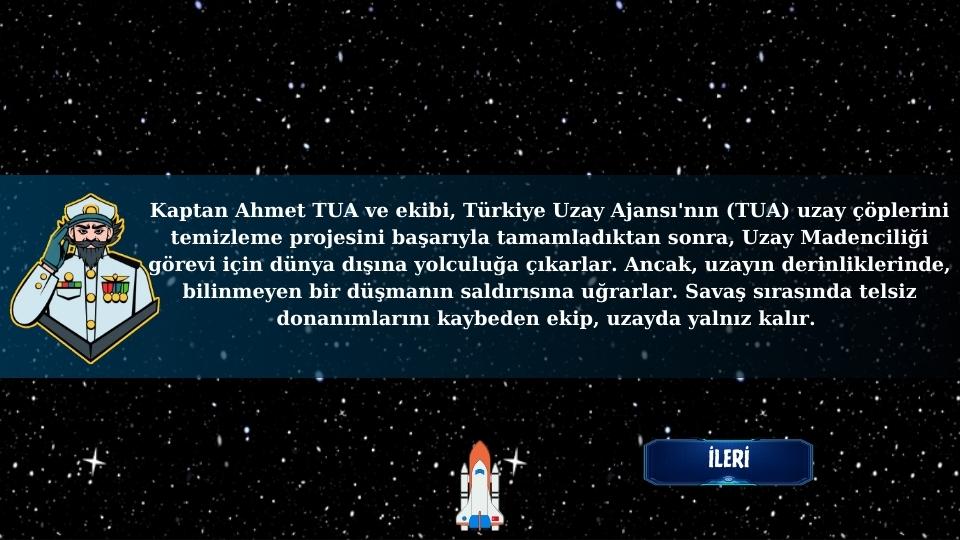 Kaptan Ahmet TUA ve ekibi, Türkiye Uzay Ajansı'nın (TUA) uzay çöplerini
temizleme projesini başarıyla tamamladıktan sonra, Uzay Madenciliği
görevi için dünya dışına yolculuğa çıkarlar. Ancak, uzayın derinliklerinde,
bilinmeyen bir düşmanın saldırısına uğrarlar. Savaş sırasında telsiz
donanımlarını kaybeden ekip, uzayda yalnız kalır.
İLERİ